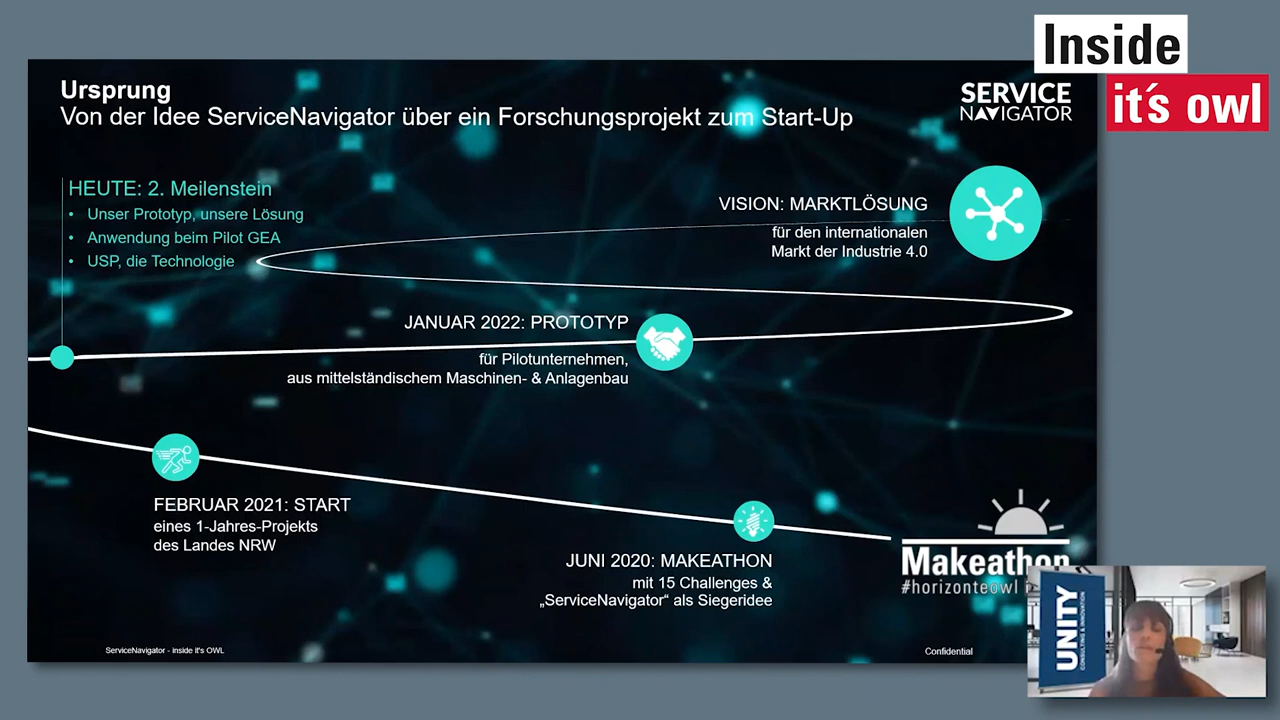 Inside
it's owl
Ursprung
Von der Idee ServiceNavigator über ein Forschungsprojekt zum Start-Up
SERVICE
NAVIGATOR
HEUTE: 2. Meilenstein
• Unser Prototyp, unsere Lösung
• Anwendung beim Pilot GEA
• USP, die Technologie
VISION: MARKTLÖSUNG
für den internationalen
Markt der Industrie 4.0
JANUAR 2022: PROTOTYP
für Pilotunternehmen,
aus mittelständischem Maschinen- & Anlagenbau
FEBRUAR 2021: START
eines 1-Jahres-Projekts
des Landes NRW
JUNI 2020: MAKEATHON
mit 15 Challenges &
„ServiceNavigator“ als Siegeridee
Makeathon
#horizonteowl
UNITY
CONSULTING & INNOVATION
ServiceNavigator - inside it's OWL
Confidential